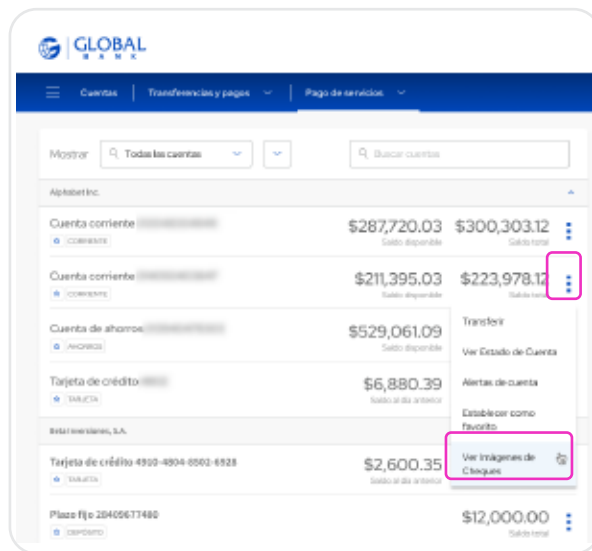 GLOBAL
BANK
Cuentas Transferencias y pagos Pago de servicios
Mostrar Todas las cuentas Buscar cuentas
Alphabet Inc.
Cuenta corriente $287,720.03 $300,303.12
CORRIENTE Saldo disponible Saldo total
Cuenta corriente $211,395.03 $223,978.12
CORRIENTE Saldo disponible Saldo total
Cuenta de ahorros $529,061.09
AHORROS Saldo disponible
Tarjeta de crédito $6,880.39
TARJETA Saldo al día anterior
Transferir
Ver Estado de Cuenta
Alertas de cuenta
Establecer como
favorito
Ver Imágenes de
Cheques
Beta Inversiones, S.A.
Tarjeta de crédito 4910-4804-8502-6928 $2,600.35
TARJETA Saldo al día anterior
Plazo fijo 28409677480 $12,000.00
DEPÓSITO Saldo total